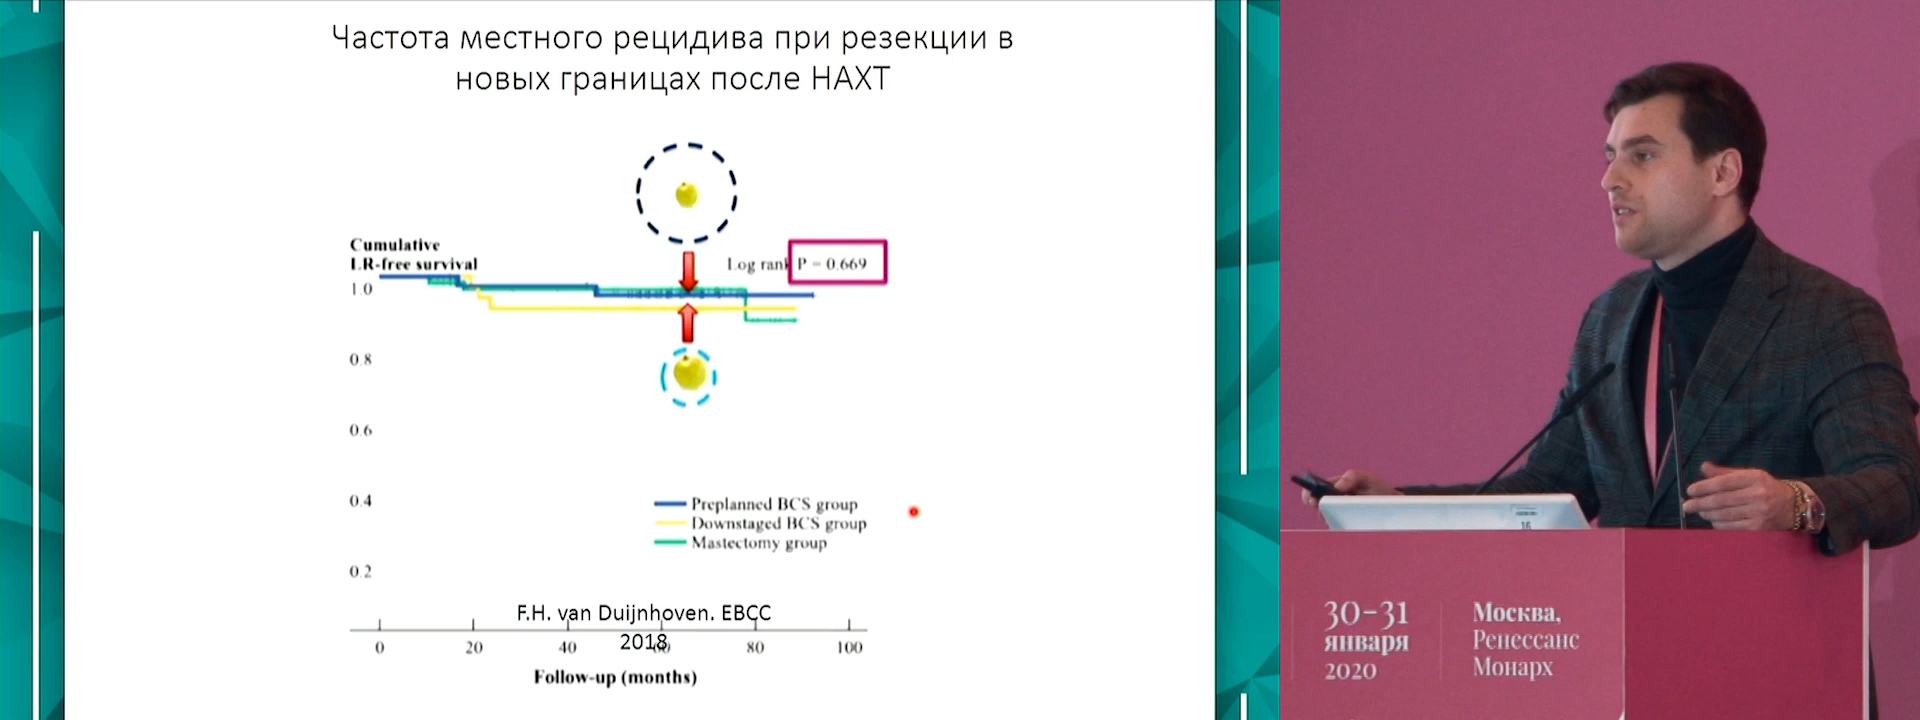 Частота местного рецидива при резекции в
новых границах после НАХТ
Cumulative
LR-free survival
Log rank P = 0.669
1.0
0.8
0.6
0.4
0.2
Preplanned BCS group
Downstaged BCS group
Mastectomy group
F.H. van Duijnhoven. EBCC
2018
0 20 40 60 80 100
Follow-up (months)
16
30-31
января
2020
Москва,
Ренессанс
Монарх